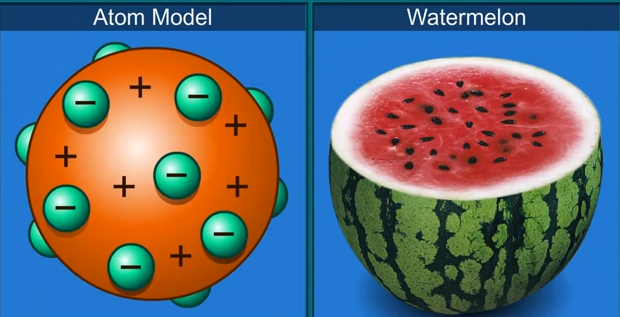 Atom Model
Watermelon
− + −
+
+ + − +
− −
− +